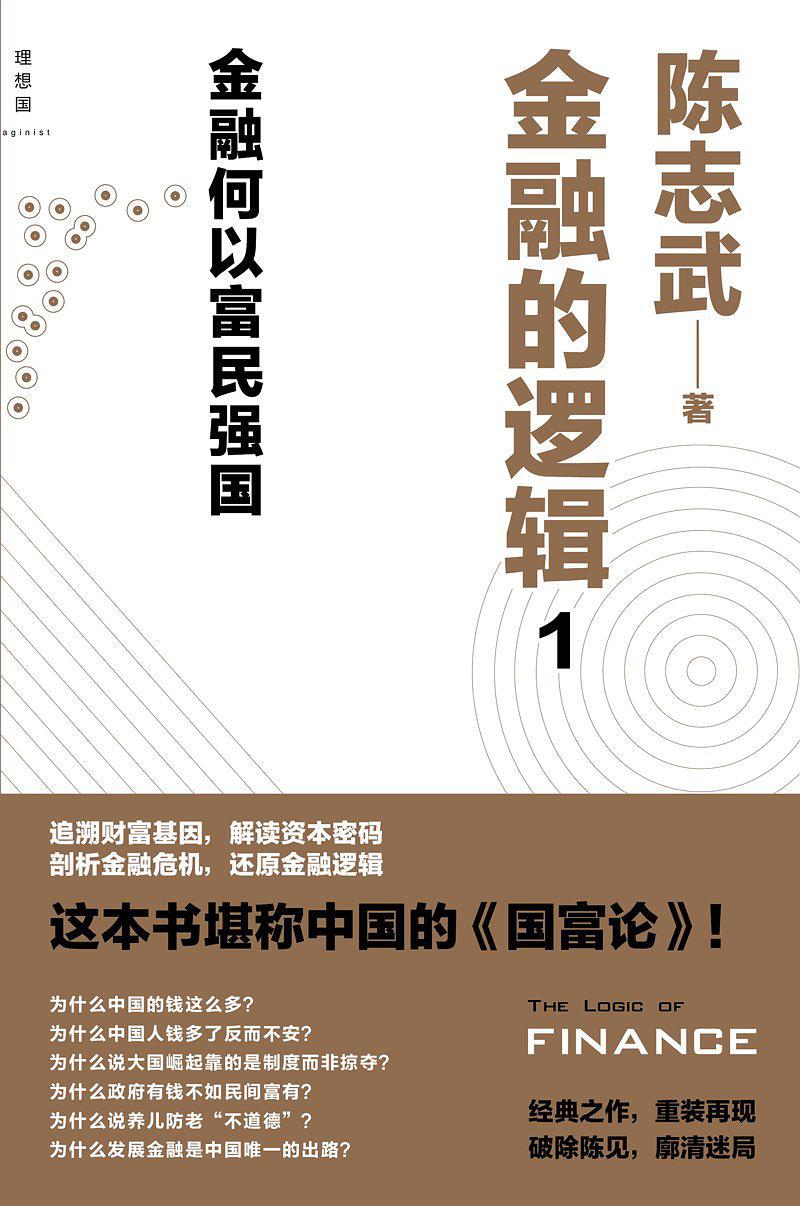 陈志武
著
金融的逻辑
1
金融何以富民强国
理想国
aginist
追溯财富基因，解读资本密码
剖析金融危机，还原金融逻辑
这本书堪称中国的《国富论》！
为什么中国的钱这么多？
为什么中国人钱多了反而不安？
为什么说大国崛起靠的是制度而非掠夺？
为什么政府有钱不如民间富有？
为什么说养儿防老“不道德”？
为什么发展金融是中国唯一的出路？
THE LOGIC OF
FINANCE
经典之作，重装再现
破除陈见，廓清迷局